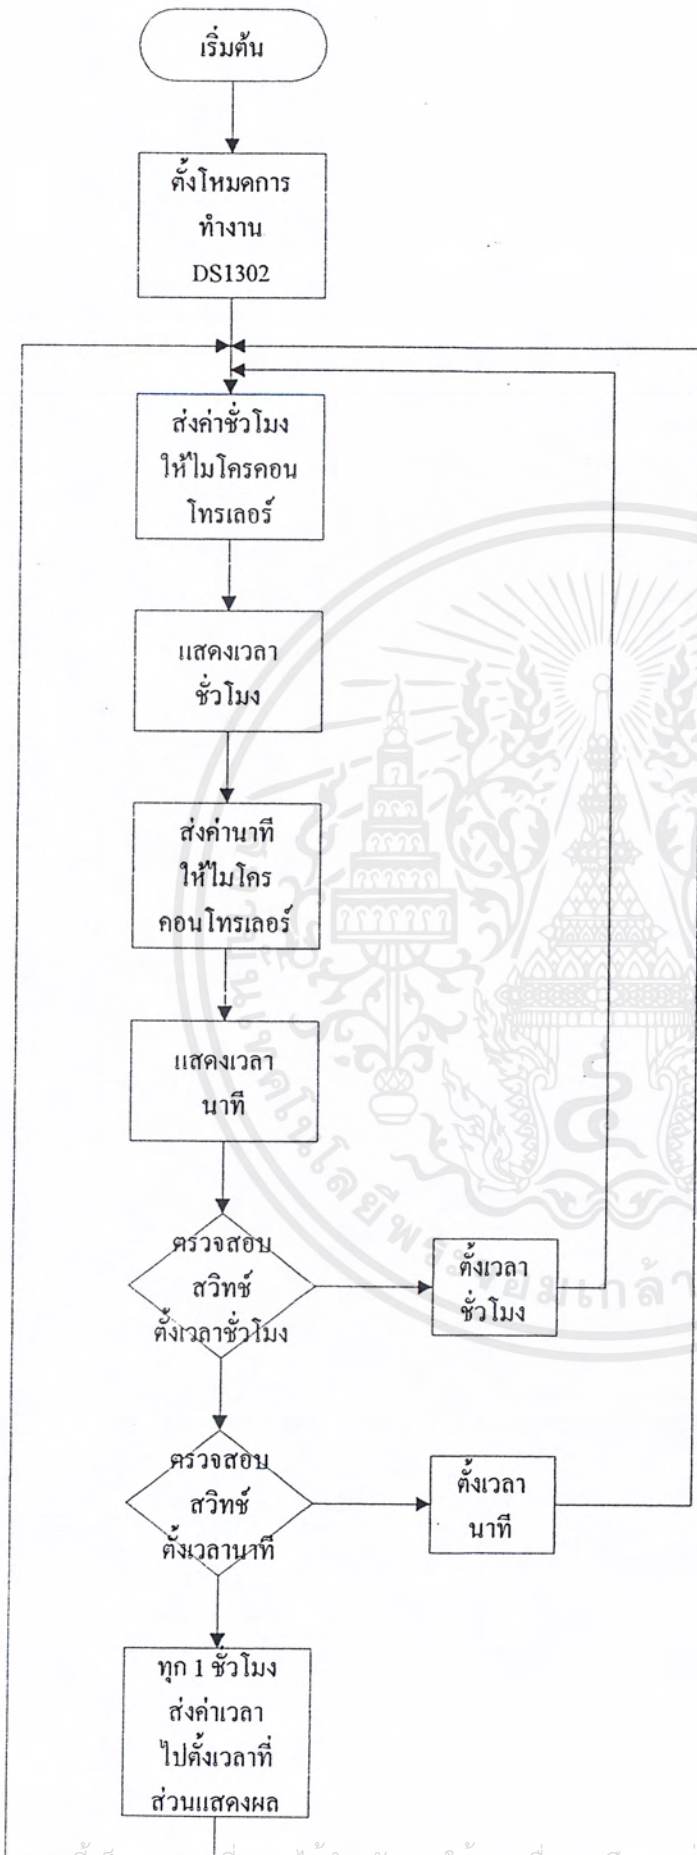 เริ่มต้น
ตั้งโหมดการ
ทำงาน
DS1302
ส่งค่าชั่วโมง
ให้ไมโครคอน
โทรเลอร์
แสดงเวลา
ชั่วโมง
ส่งค่านาที
ให้ไมโคร
คอนโทรเลอร์
แสดงเวลา
นาที
ตรวจสอบ
สวิทช์
ตั้งเวลาชั่วโมง
ตั้งเวลา
ชั่วโมง
ตรวจสอบ
สวิทช์
ตั้งเวลานาที
ตั้งเวลา
นาที
ทุก 1 ชั่วโมง
ส่งค่าเวลา
ไปตั้งเวลาที่
ส่วนแสดงผล